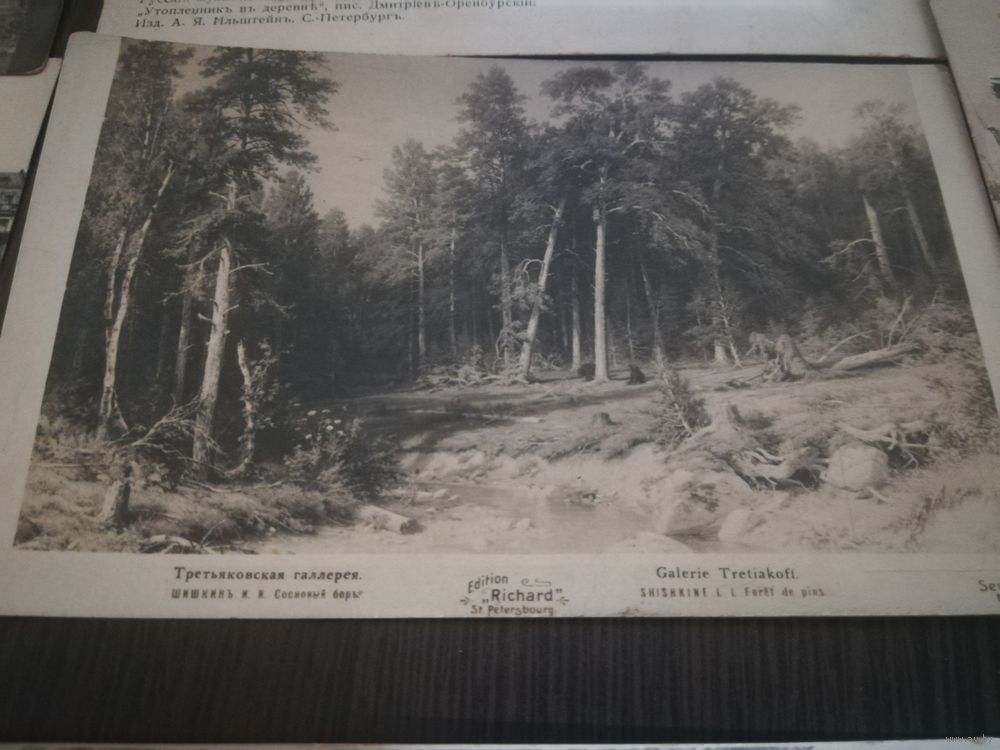 „Утопленникъ въ деревнѣ", пис. Дмитріевъ-Оренбургскій.
Изд. А. Я. Ильштейнъ, С.-Петербургъ.
Третьяковская галлерея.
ШИШКИНЪ И. И. Сосновый боръ.
Edition
„Richard"
St. Petersbourg.
Galerie Tretiakoff.
SHISHKINE I. I. Forêt de pins.
Se